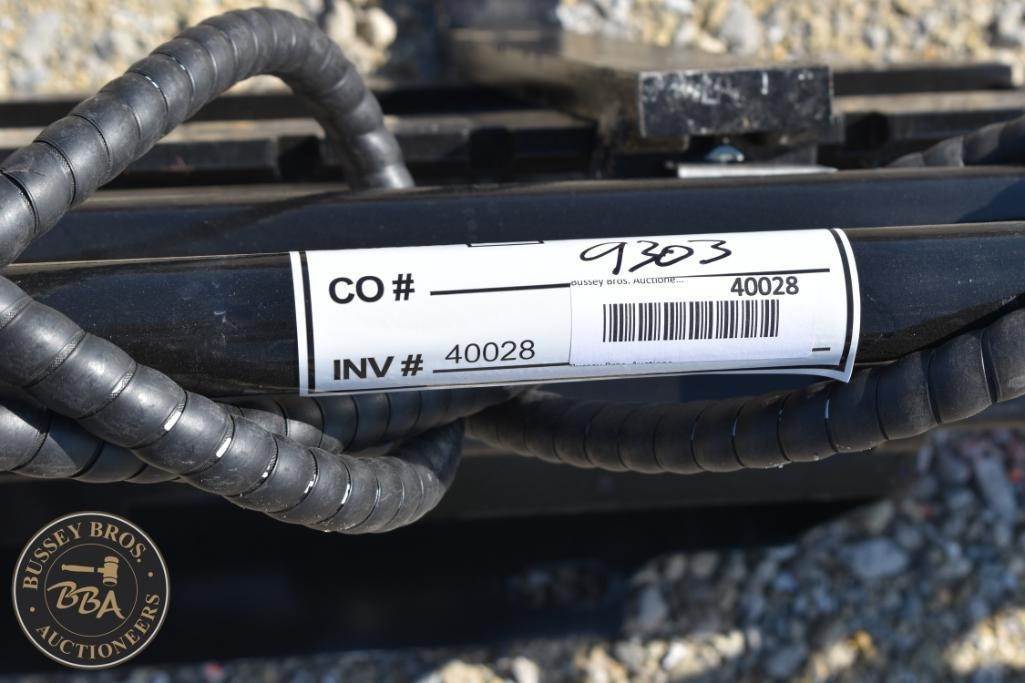 9303
CO #
Bussey Bros. Auctione...
40028
INV # 40028
BUSSEY BROS.
BBA
AUCTIONEERS